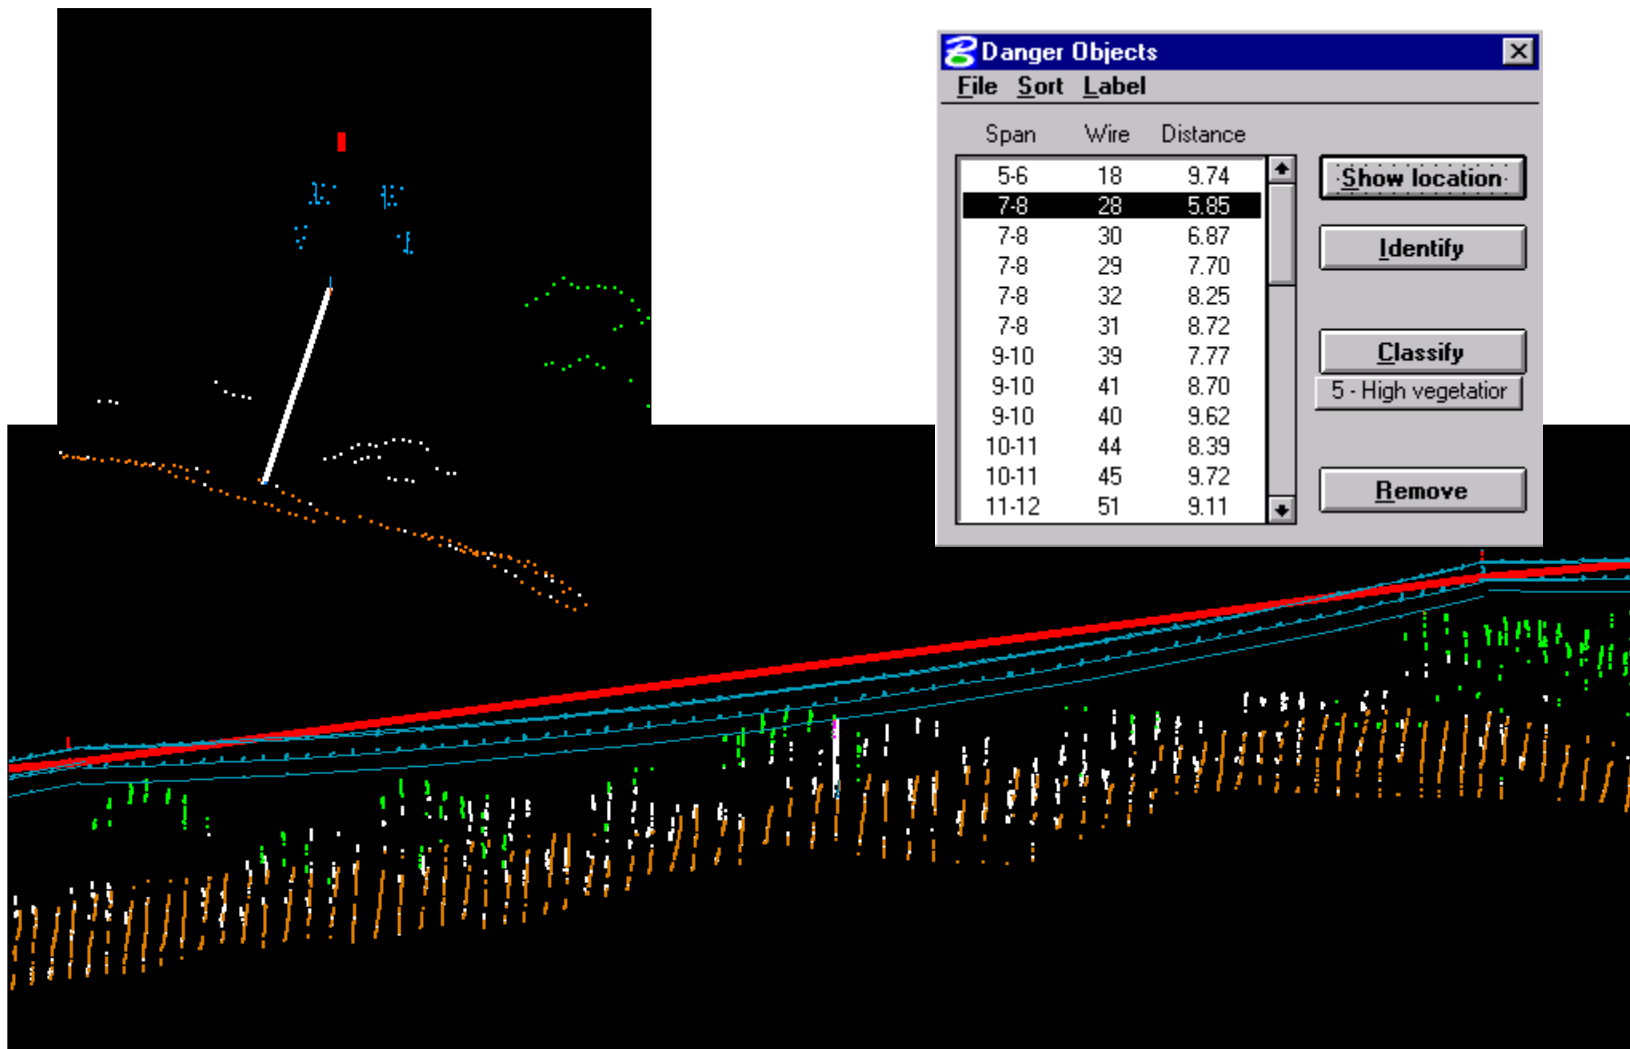 Danger Objects
File Sort Label
Span Wire Distance
5-6 18 9.74
7-8 28 5.85
7-8 30 6.87
7-8 29 7.70
7-8 32 8.25
7-8 31 8.72
9-10 39 7.77
9-10 41 8.70
9-10 40 9.62
10-11 44 8.39
10-11 45 9.72
11-12 51 9.11
Show location
Identify
Classify
5 - High vegetatior
Remove